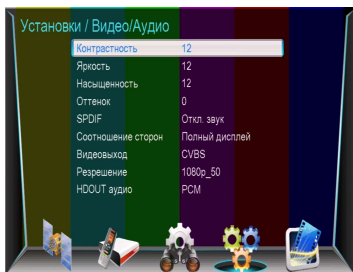 Установки / Видео/Аудио
Контрастность 12
Яркость 12
Насыщенность 12
Оттенок 0
SPDIF Откл. звук
Соотношение сторон Полный дисплей
Видеовыход CVBS
Разрешение 1080p_50
HDOUT аудио PCM